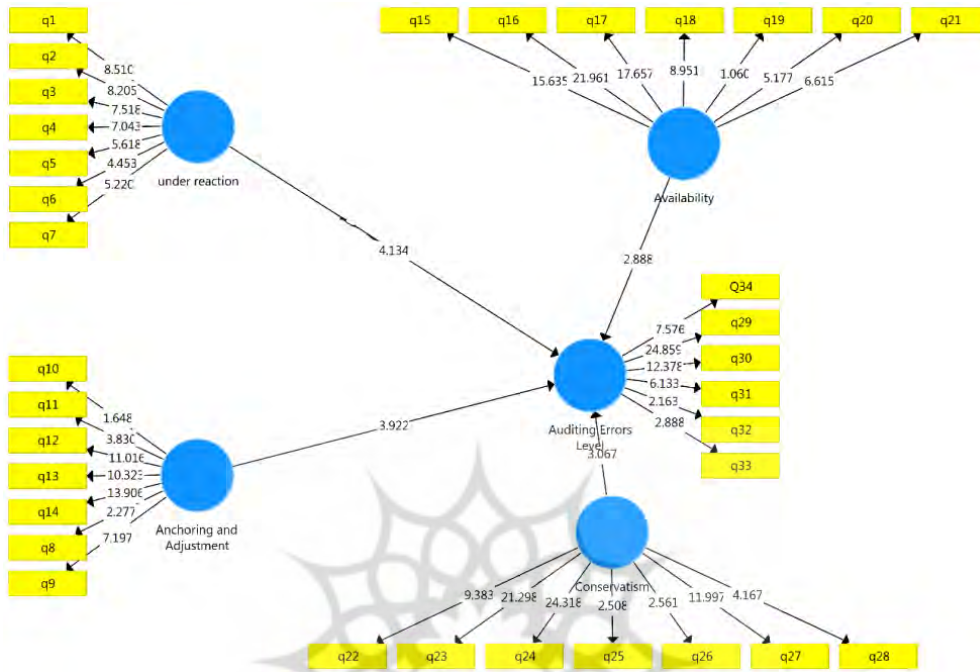 q1
q2
q3
q4
q5
q6
q7
8.510
8.205
7.518
7.043
5.618
4.453
5.220
under reaction
q15
q16
q17
q18
q19
q20
q21
15.635
21.961
17.657
8.951
1.060
5.177
6.615
Availability
4.134
2.888
Q34
q29
q30
q31
q32
q33
7.576
24.859
12.378
6.133
2.163
2.888
Auditing Errors
Level
q10
q11
q12
q13
q14
q8
q9
1.648
3.830
11.016
10.323
13.906
2.277
7.197
Anchoring and
Adjustment
3.922
3.067
Conservatism
9.383
21.298
24.318
2.508
2.561
11.997
4.167
q22
q23
q24
q25
q26
q27
q28